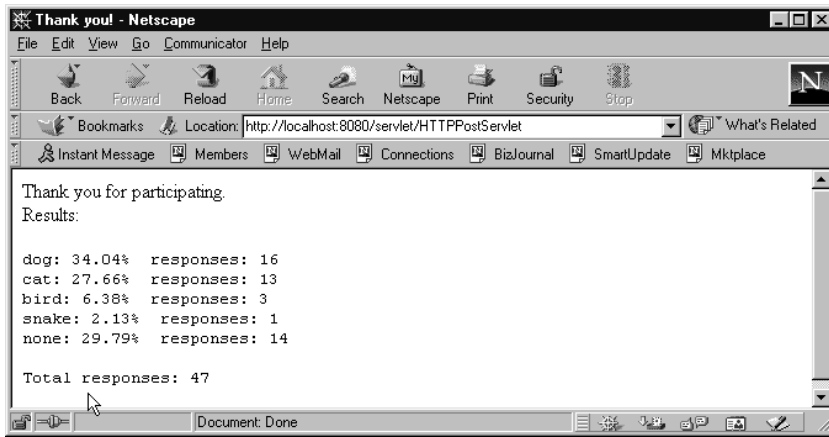 Thank you! - Netscape
File Edit View Go Communicator Help
My
Back Forward Reload Home Search Netscape Print Security Stop
N
Bookmarks Location: http://localhost:8080/servlet/HTTPPostServlet What's Related
Instant Message Members WebMail Connections BizJournal SmartUpdate Mktplace
Thank you for participating.
Results:
dog: 34.04% responses: 16
cat: 27.66% responses: 13
bird: 6.38% responses: 3
snake: 2.13% responses: 1
none: 29.79% responses: 14
Total responses: 47
Document: Done